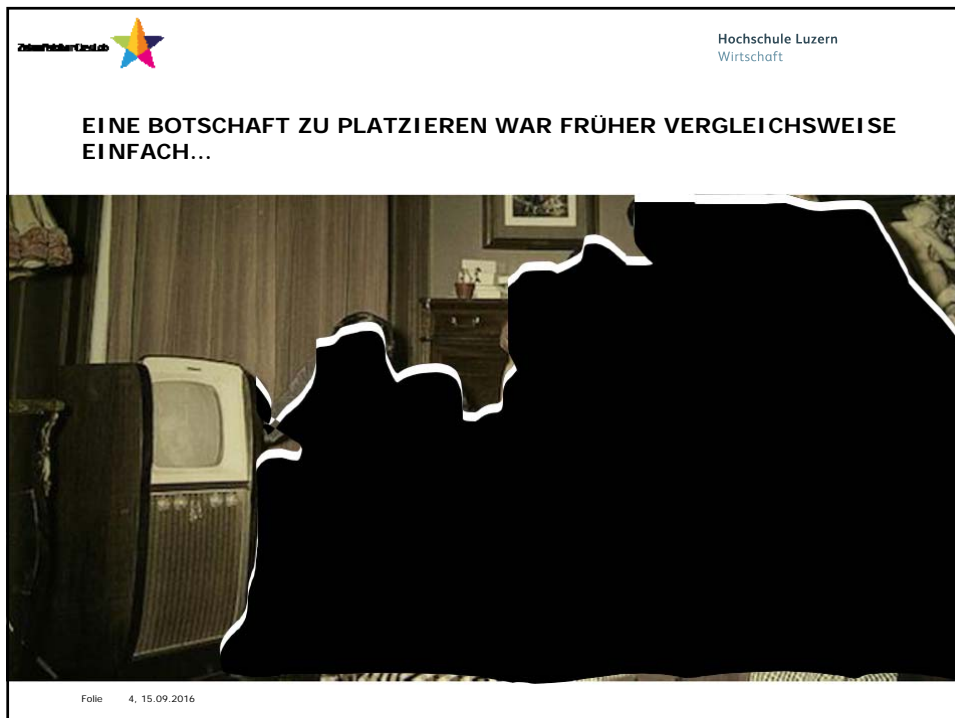 Hochschule Luzern
Wirtschaft
EINE BOTSCHAFT ZU PLATZIEREN WAR FRÜHER VERGLEICHSWEISE
EINFACH...
Folie 4, 15.09.2016